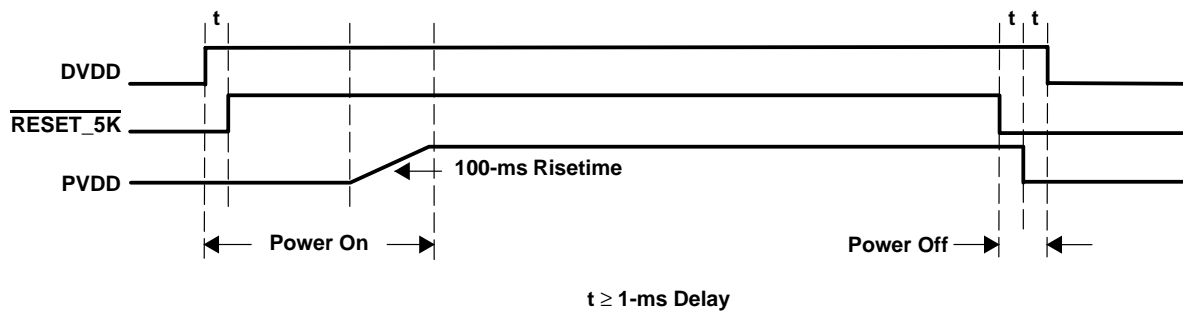 t
t t
DVDD
RESET_5K
PVDD
100-ms Risetime
Power On
Power Off
t ≥ 1-ms Delay